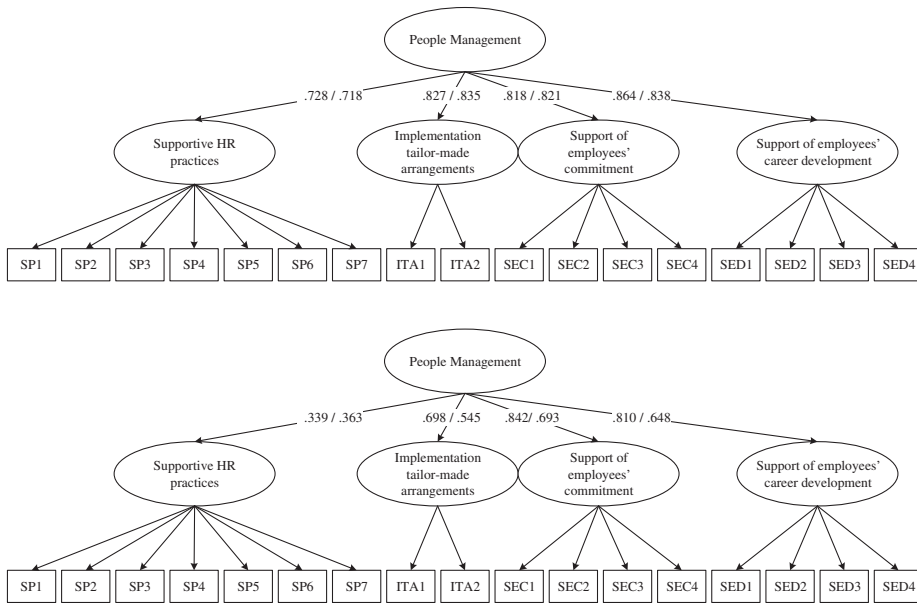 People Management
.728 / .718
.827 / .835
.818 / .821
.864 / .838
Supportive HR
practices
Implementation
tailor-made
arrangements
Support of
employees'
commitment
Support of employees'
career development
SP1
SP2
SP3
SP4
SP5
SP6
SP7
ITA1
ITA2
SEC1
SEC2
SEC3
SEC4
SED1
SED2
SED3
SED4
People Management
.339 / .363
.698 / .545
.842/ .693
.810 / .648
Supportive HR
practices
Implementation
tailor-made
arrangements
Support of
employees'
commitment
Support of employees'
career development
SP1
SP2
SP3
SP4
SP5
SP6
SP7
ITA1
ITA2
SEC1
SEC2
SEC3
SEC4
SED1
SED2
SED3
SED4